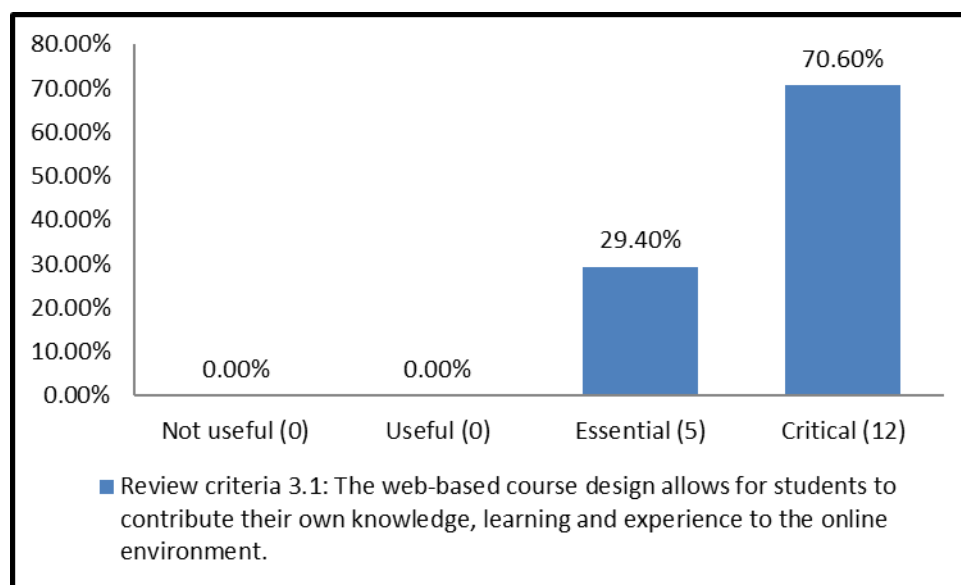 80.00%
70.00%
60.00%
50.00%
40.00%
30.00%
20.00%
10.00%
0.00%
0.00%
0.00%
29.40%
70.60%
Not useful (0)
Useful (0)
Essential (5)
Critical (12)
Review criteria 3.1: The web-based course design allows for students to
contribute their own knowledge, learning and experience to the online
environment.